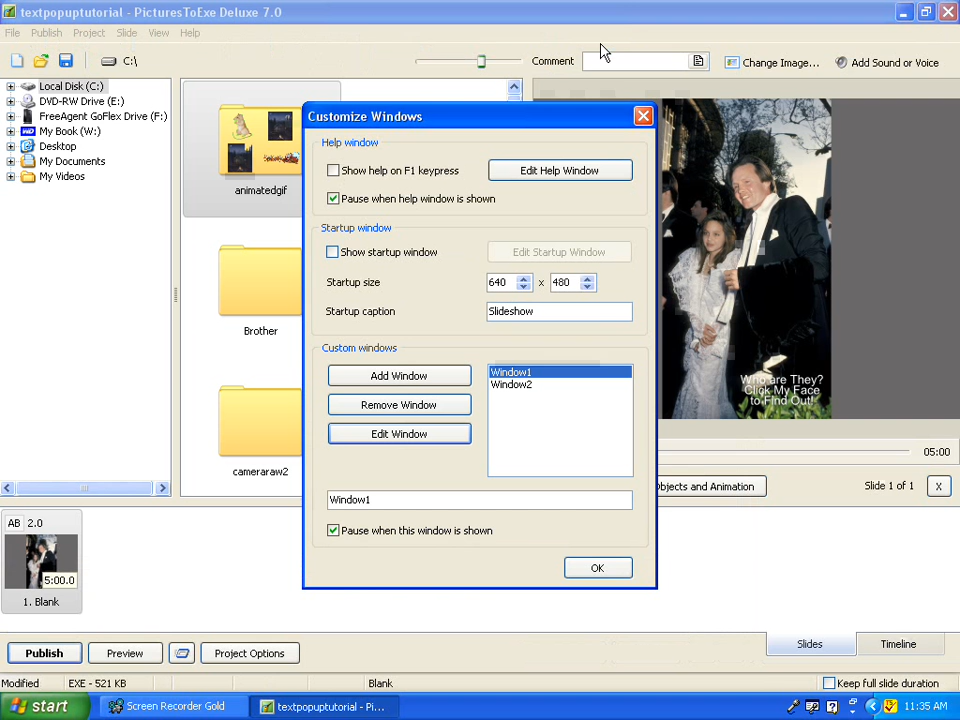 textpopuptutorial - PicturesToExe Deluxe 7.0
File Publish Project Slide View Help
C:\ Comment Change Image... Add Sound or Voice
Local Disk (C:)
DVD-RW Drive (E:)
FreeAgent GoFlex Drive (F:)
My Book (W:)
Desktop
My Documents
My Videos
animatedgif
Brother
cameraraw2
Customize Windows
Help window
Show help on F1 keypress Edit Help Window
Pause when help window is shown
Startup window
Show startup window Edit Startup Window
Startup size 640 x 480
Startup caption Slideshow
Custom windows
Add Window Window1
Window2
Remove Window
Edit Window
Window1
Pause when this window is shown
OK
Who are They?
Click My Face
to Find Out!
05:00
Objects and Animation Slide 1 of 1 X
AB 2.0
5:00.0
1. Blank
Publish Preview Project Options Slides Timeline
Modified EXE - 521 KB Blank Keep full slide duration
start Screen Recorder Gold textpopuptutorial - Pi... 11:35 AM